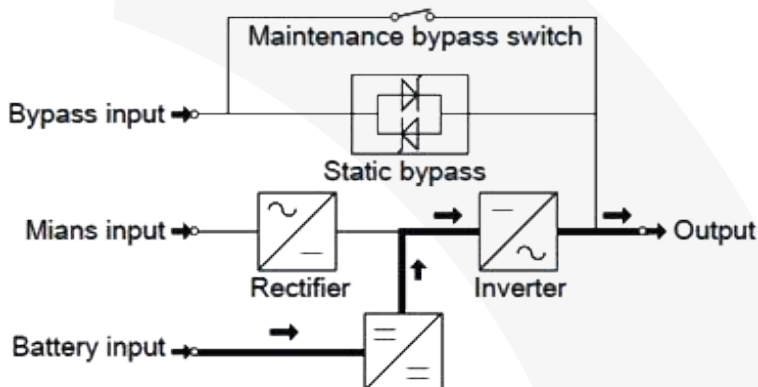 Maintenance bypass switch
Bypass input
Static bypass
Mians input
Output
Rectifier
Inverter
Battery input